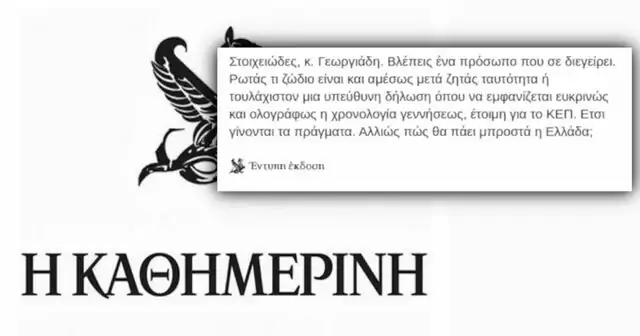 Στοιχειώδες, κ. Γεωργιάδη. Βλέπεις ένα πρόσωπο που σε διεγείρει.
Ρωτάς τι ζώδιο είναι και αμέσως μετά ζητάς ταυτότητα ή
τουλάχιστον μια υπεύθυνη δήλωση όπου να εμφανίζεται ευκρινώς
και ολογράφως η χρονολογία γεννήσεως, έτοιμη για το ΚΕΠ. Ετσι
γίνονται τα πράγματα. Αλλιώς πώς θα πάει μπροστά η Ελλάδα;
Έντυπη έκδοση
Η ΚΑΘΗΜΕΡΙΝΗ